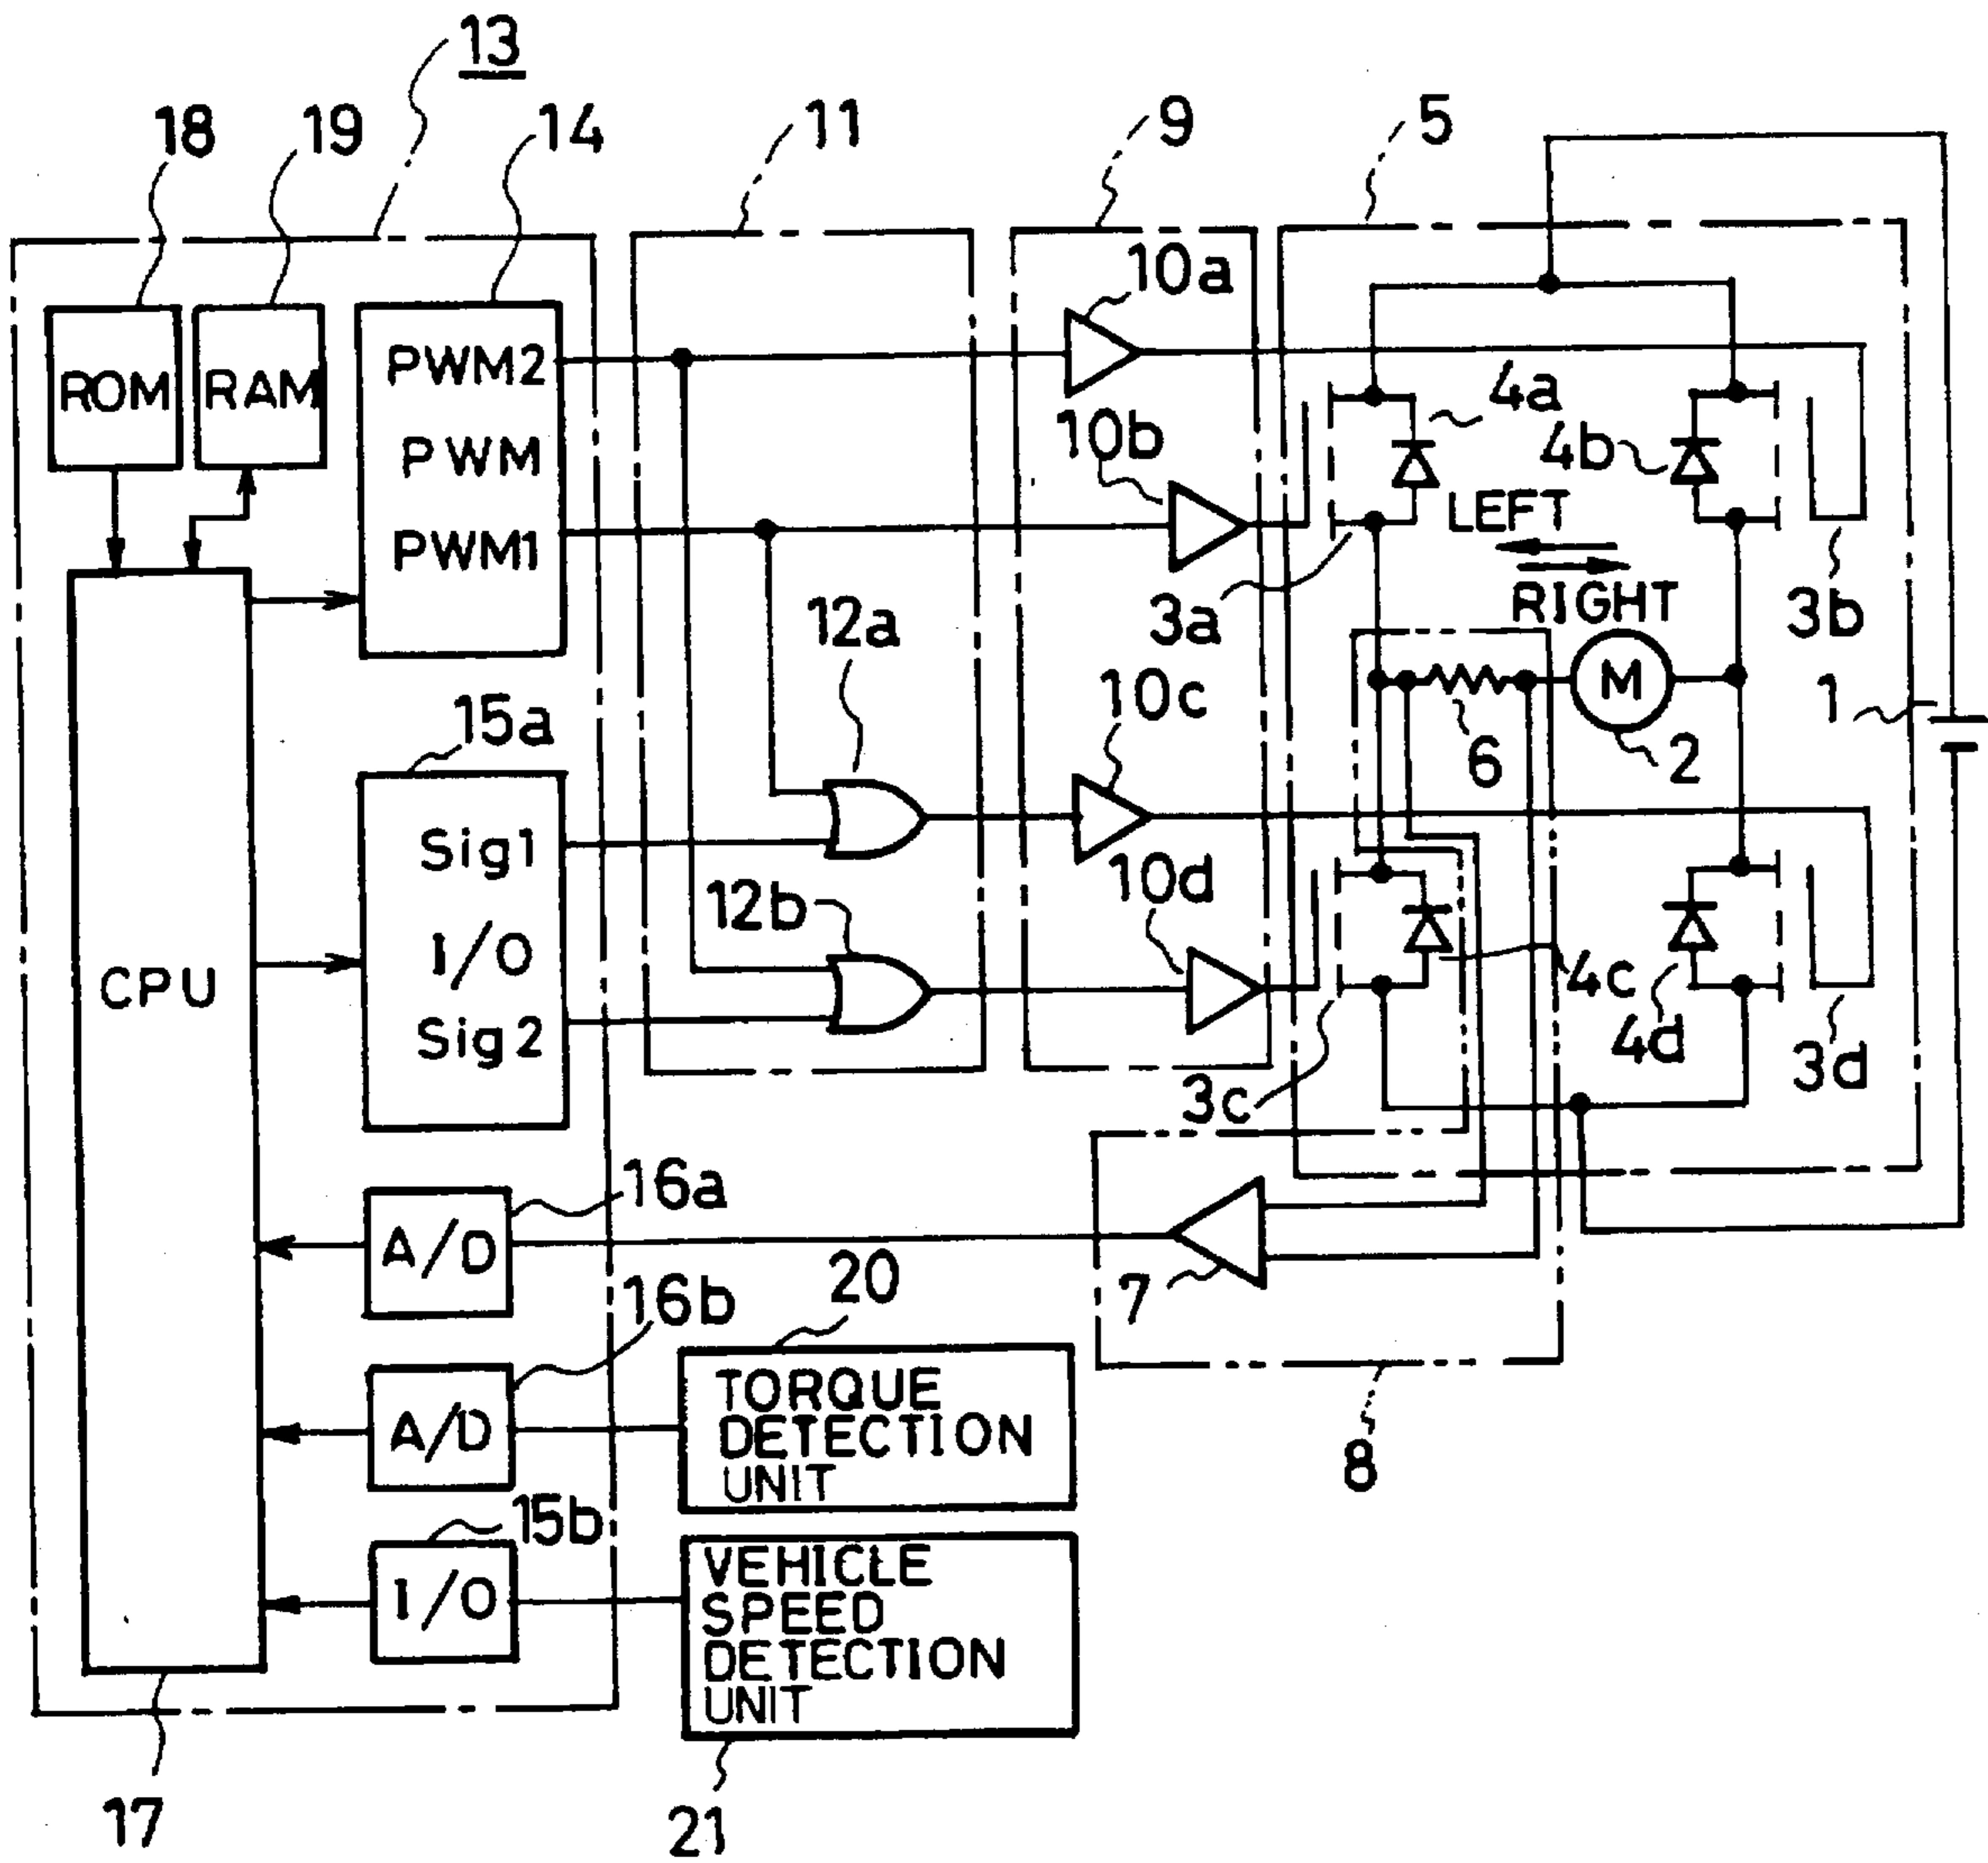 13
18
19
14
11
9
5
ROM
RAM
PWM2
PWM
PWM1
10a
10b
4a
4b
LEFT
RIGHT
3a
3b
12a
10c
M
1
6
2
15a
Sig1
I/O
Sig2
12b
10d
CPU
4c
4d
3c
3d
16a
A/D
20
7
16b
A/D
TORQUE
DETECTION
UNIT
8
15b
I/O
VEHICLE
SPEED
DETECTION
UNIT
17
21